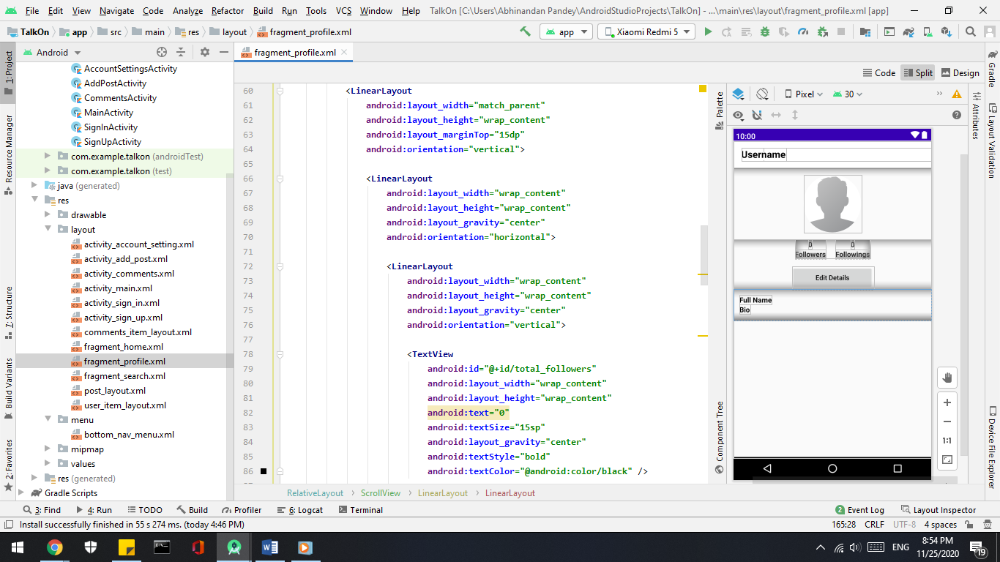 File Edit View Navigate Code Analyze Refactor Build Run Tools VCS Window Help TalkOn [C:\Users\Abhinandan Pandey\AndroidStudioProjects\TalkOn] - ...\main\res\layout\fragment_profile.xml [app]
TalkOn app src main res layout fragment_profile.xml app Xiaomi Redmi 5
1: Project
Resource Manager
7: Structure
Build Variants
2: Favorites
Android
AccountSettingsActivity
AddPostActivity
CommentsActivity
MainActivity
SignInActivity
SignUpActivity
com.example.talkon (androidTest)
com.example.talkon (test)
java (generated)
res
drawable
layout
activity_account_setting.xml
activity_add_post.xml
activity_comments.xml
activity_main.xml
activity_sign_in.xml
activity_sign_up.xml
comments_item_layout.xml
fragment_home.xml
fragment_profile.xml
fragment_search.xml
post_layout.xml
user_item_layout.xml
menu
bottom_nav_menu.xml
mipmap
values
res (generated)
Gradle Scripts
fragment_profile.xml
Code Split Design
60 <LinearLayout
61 android:layout_width="match_parent"
62 android:layout_height="wrap_content"
63 android:layout_marginTop="15dp"
64 android:orientation="vertical">
65
66 <LinearLayout
67 android:layout_width="wrap_content"
68 android:layout_height="wrap_content"
69 android:layout_gravity="center"
70 android:orientation="horizontal">
71
72 <LinearLayout
73 android:layout_width="wrap_content"
74 android:layout_height="wrap_content"
75 android:layout_gravity="center"
76 android:orientation="vertical">
77
78 <TextView
79 android:id="@+id/total_followers"
80 android:layout_width="wrap_content"
81 android:layout_height="wrap_content"
82 android:text="0"
83 android:textSize="15sp"
84 android:layout_gravity="center"
85 android:textStyle="bold"
86 android:textColor="@android:color/black" />
RelativeLayout ScrollView LinearLayout LinearLayout
Palette
Component Tree
Pixel 30
10:00
Username
0 0
Followers Followings
Edit Details
Full Name
Bio
1:1
Attributes
Gradle
Layout Validation
Device File Explorer
3: Find 4: Run TODO Build Profiler 6: Logcat Terminal 2 Event Log Layout Inspector
Install successfully finished in 55 s 274 ms. (today 4:46 PM) 165:28 CRLF UTF-8 4 spaces
ENG
8:54 PM
11/25/2020
19